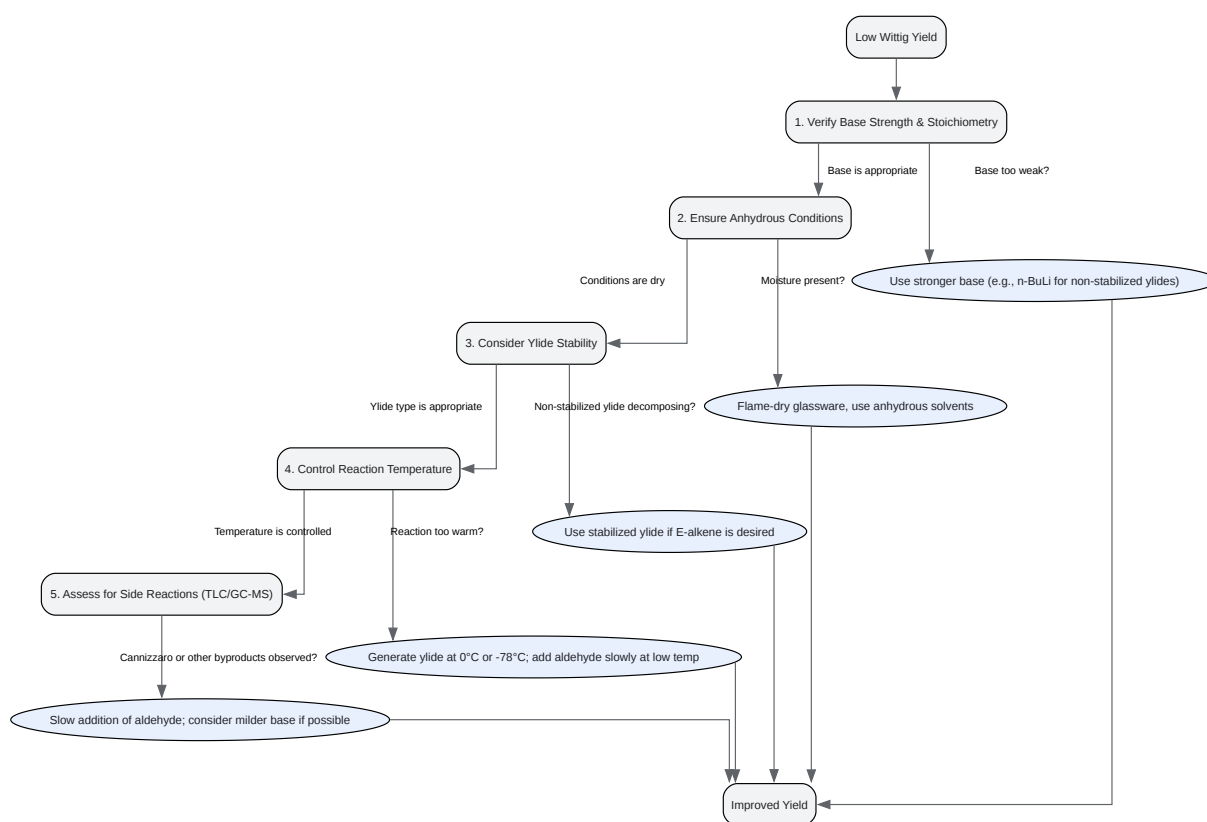 Low Wittig Yield
1. Verify Base Strength & Stoichiometry
Base is appropriate
Base too weak?
2. Ensure Anhydrous Conditions
Conditions are dry
Moisture present?
Use stronger base (e.g., n-BuLi for non-stabilized ylides)
3. Consider Ylide Stability
Ylide type is appropriate
Non-stabilized ylide decomposing?
Flame-dry glassware, use anhydrous solvents
4. Control Reaction Temperature
Temperature is controlled
Reaction too warm?
Use stabilized ylide if E-alkene is desired
5. Assess for Side Reactions (TLC/GC-MS)
Cannizzaro or other byproducts observed?
Generate ylide at 0°C or -78°C; add aldehyde slowly at low temp
Slow addition of aldehyde; consider milder base if possible
Improved Yield